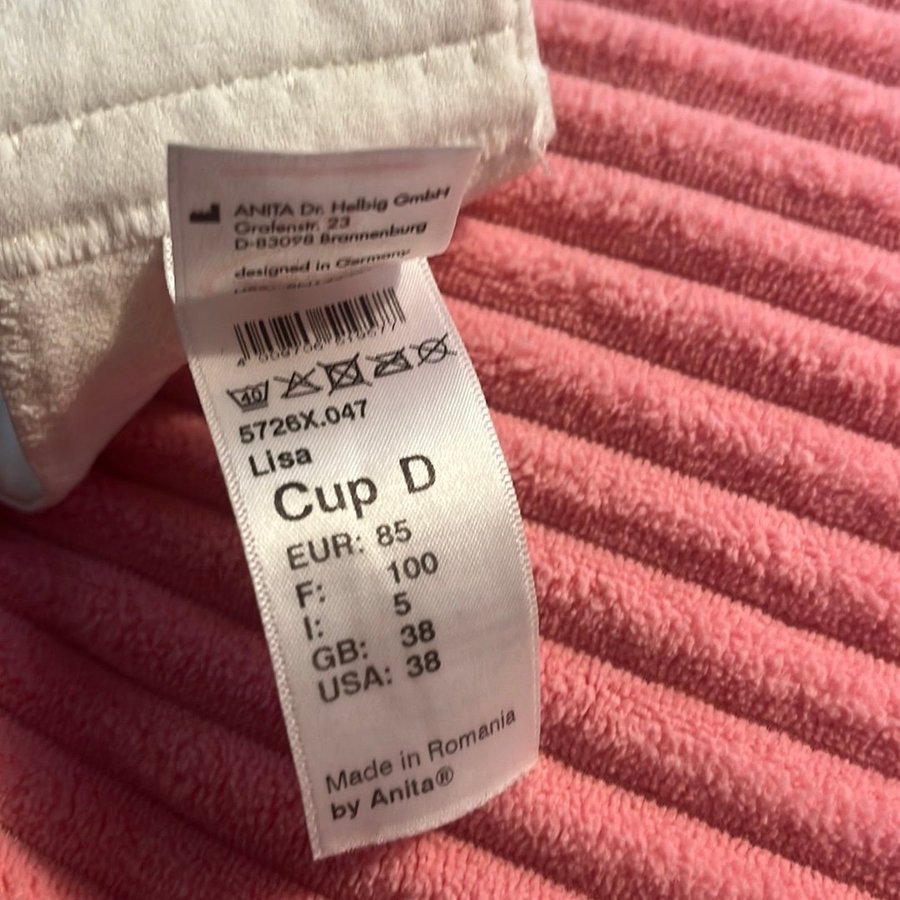 ANITA Dr. Helbig GmbH
Grafenstr. 23
D-83098 Brannenburg
designed in Germany
40
5726X.047
Lisa
Cup D
EUR: 85
F: 100
I: 5
GB: 38
USA: 38
Made in Romania
by Anita®